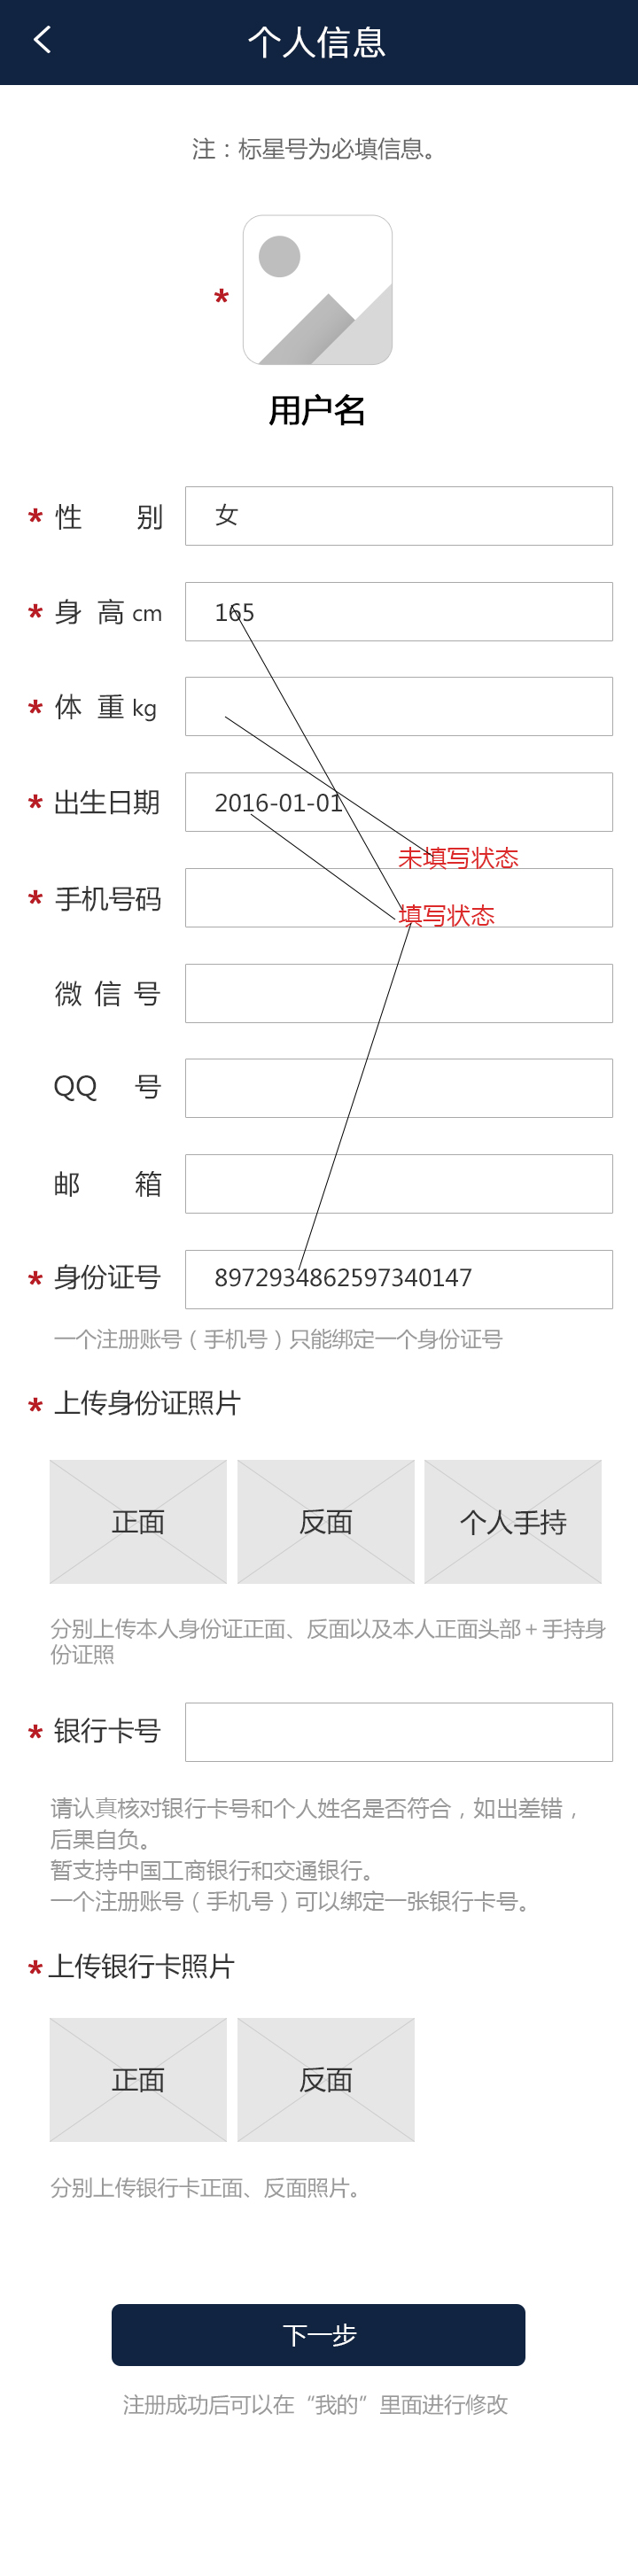 个人信息
注：标星号为必填信息。
*
用户名
* 性 别 女
* 身 高 cm 165
* 体 重 kg
* 出生日期 2016-01-01
未填写状态
* 手机号码
填写状态
微 信 号
QQ 号
邮 箱
* 身份证号 8972934862597340147
一个注册账号（手机号）只能绑定一个身份证号
* 上传身份证照片
正面 反面 个人手持
分别上传本人身份证正面、反面以及本人正面头部＋手持身
份证照
* 银行卡号
请认真核对银行卡号和个人姓名是否符合，如出差错，
后果自负。
暂支持中国工商银行和交通银行。
一个注册账号（手机号）可以绑定一张银行卡号。
* 上传银行卡照片
正面 反面
分别上传银行卡正面、反面照片。
下一步
注册成功后可以在“我的”里面进行修改